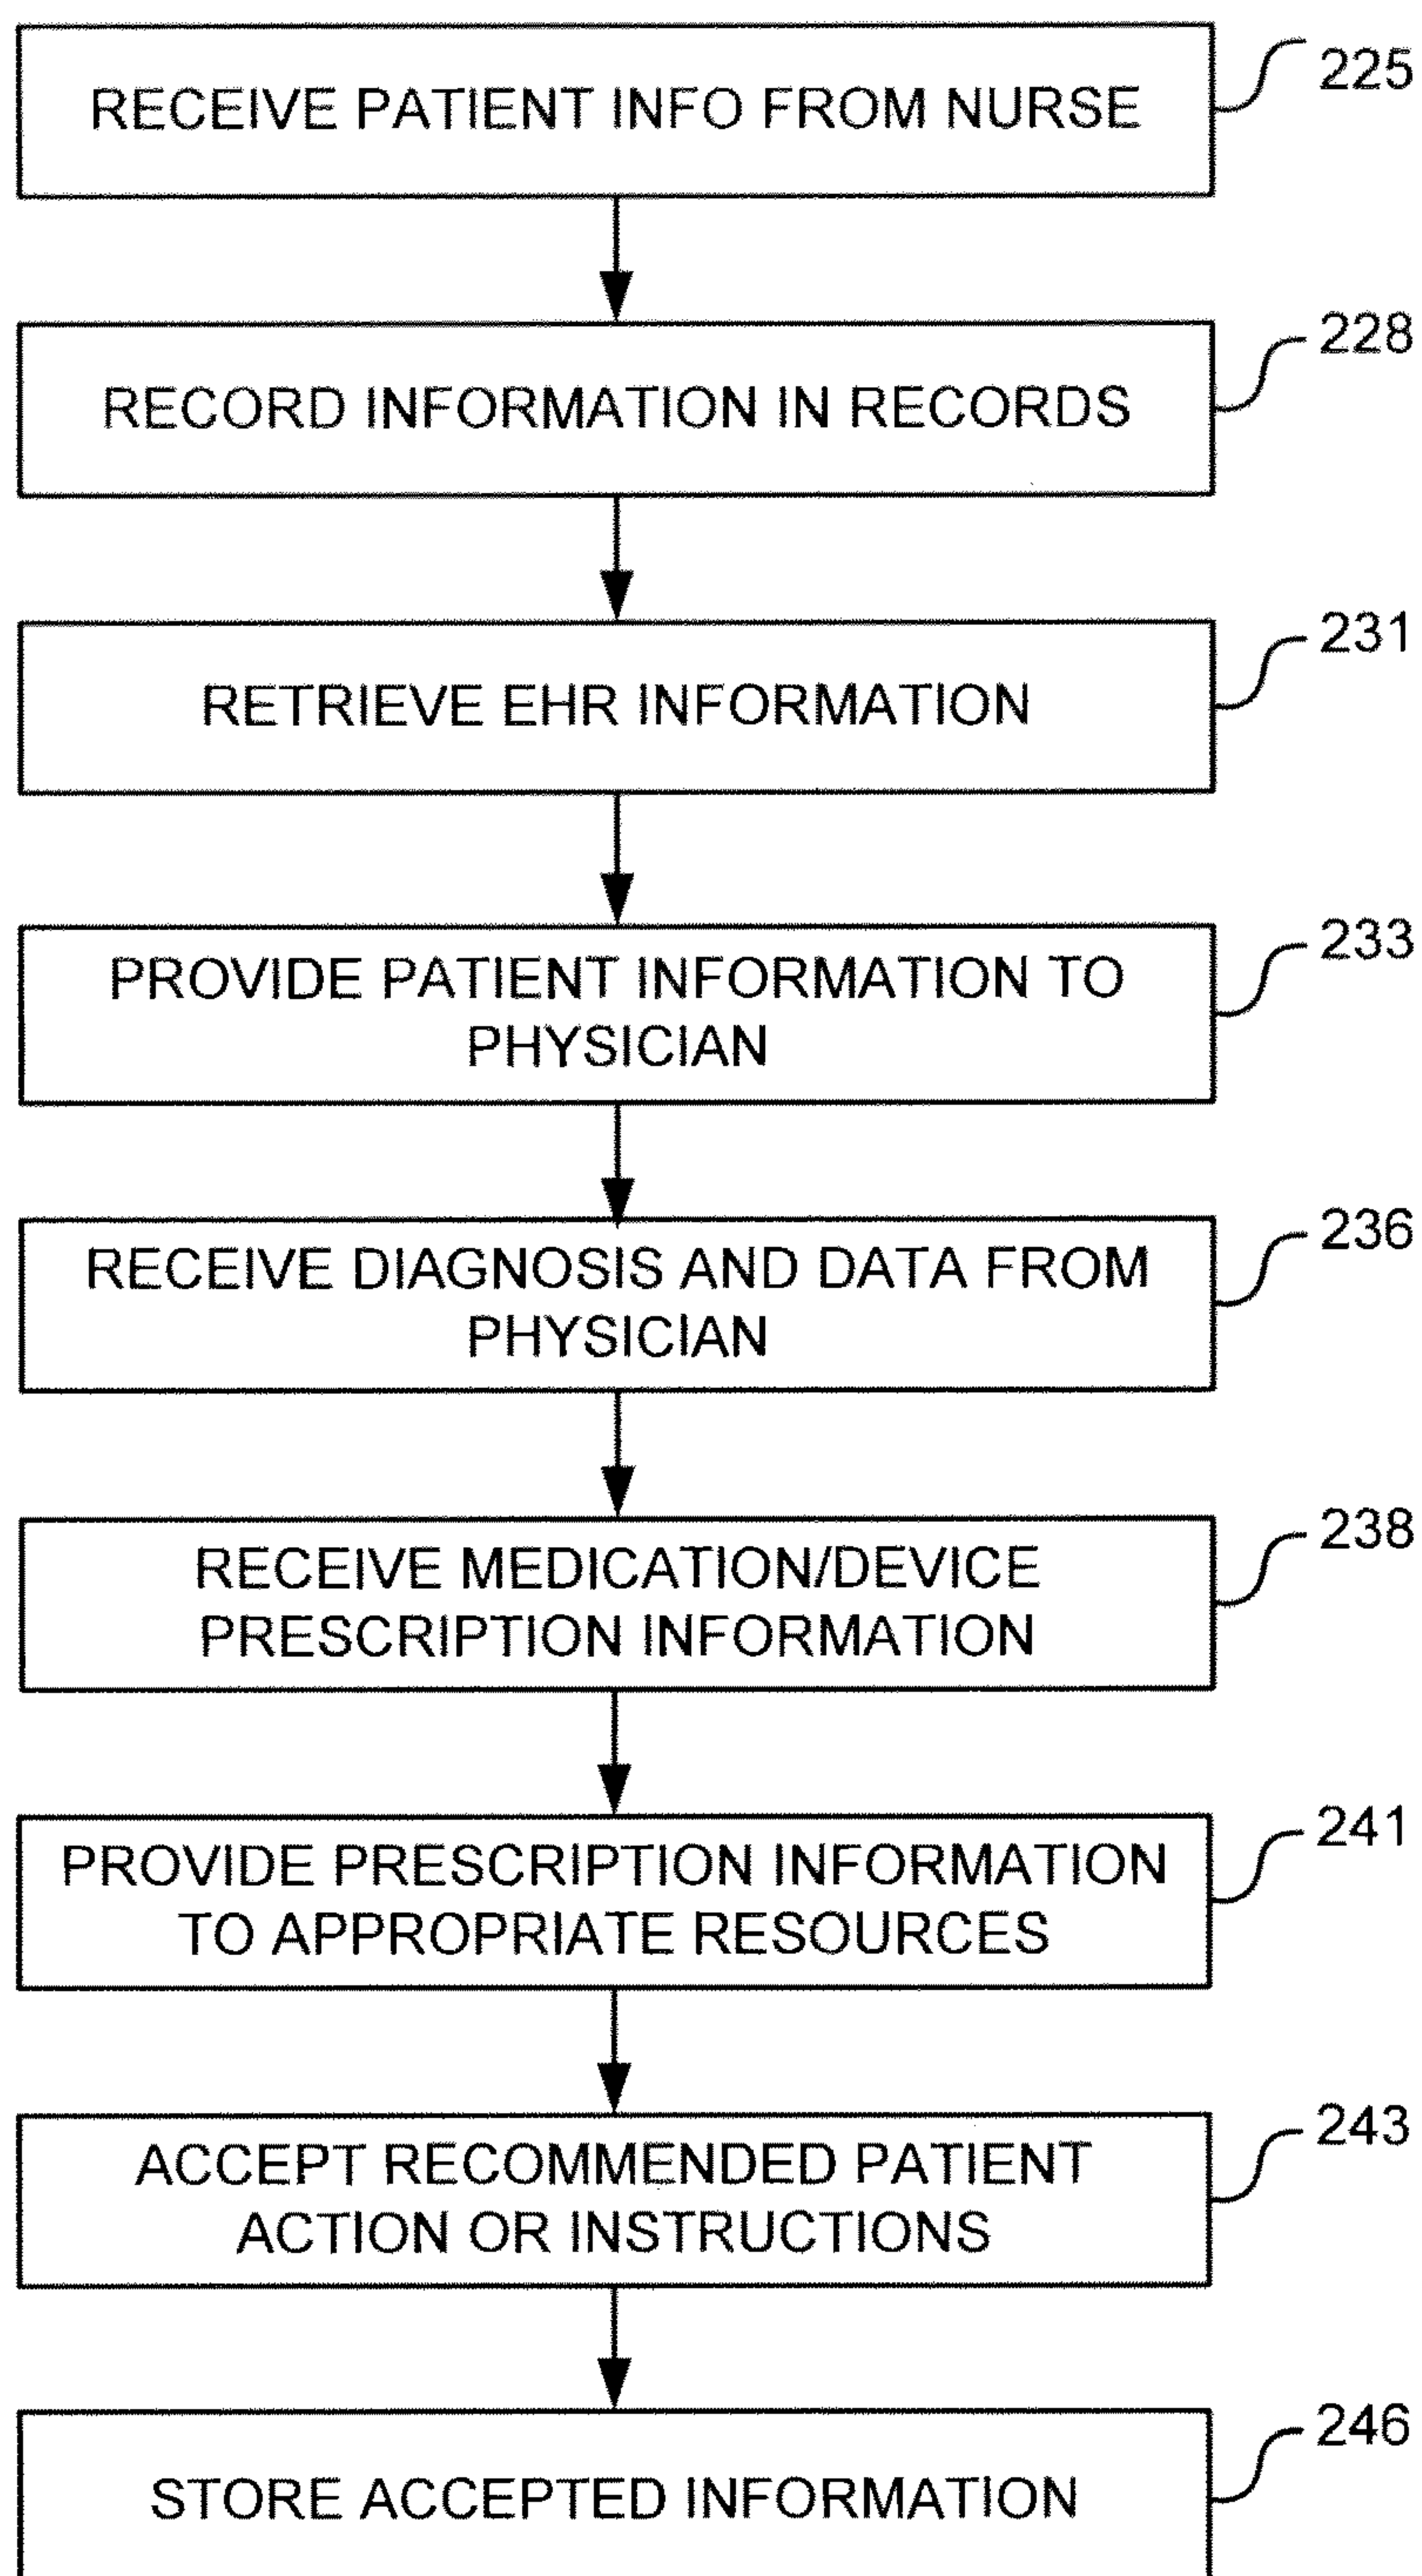 RECEIVE PATIENT INFO FROM NURSE
225
RECORD INFORMATION IN RECORDS
228
RETRIEVE EHR INFORMATION
231
PROVIDE PATIENT INFORMATION TO
PHYSICIAN
233
RECEIVE DIAGNOSIS AND DATA FROM
PHYSICIAN
236
RECEIVE MEDICATION/DEVICE
PRESCRIPTION INFORMATION
238
PROVIDE PRESCRIPTION INFORMATION
TO APPROPRIATE RESOURCES
241
ACCEPT RECOMMENDED PATIENT
ACTION OR INSTRUCTIONS
243
STORE ACCEPTED INFORMATION
246